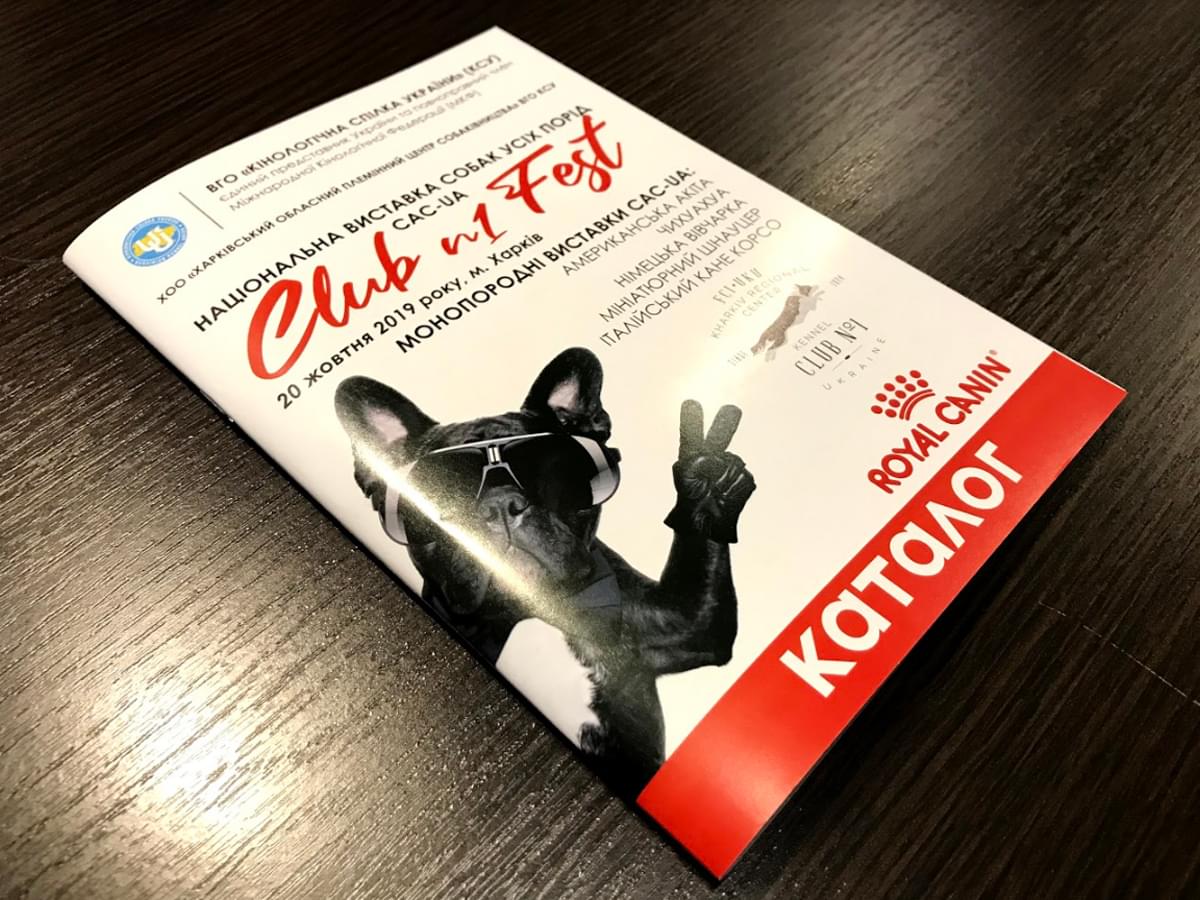 ВГО «КІНОЛОГІЧНА СПІЛКА УКРАЇНИ» (КСУ)
Єдиний представник України та повноправний член
Міжнародної Кінологічної Федерації (МКФ)
ХОО «ХАРКІВСЬКИЙ ОБЛАСНИЙ ПЛЕМІННИЙ ЦЕНТР СОБАКІВНИЦТВА» ВГО КСУ
НАЦІОНАЛЬНА ВИСТАВКА СОБАК УСІХ ПОРІД
CAC-UA
Club n1 Fest
20 жовтня 2019 року, м. Харків
МОНОПОРОДНІ ВИСТАВКИ CAC-UA:
АМЕРИКАНСЬКА АКІТА
ЧИХУАХУА
НІМЕЦЬКА ВІВЧАРКА
МІНІАТЮРНИЙ ШНАУЦЕР
ІТАЛІЙСЬКИЙ КАНЕ КОРСО
FCI-UKU
KHARKIV REGIONAL
CENTER
KENNEL
CLUB №1
UKRAINE
ROYAL CANIN®
каталог